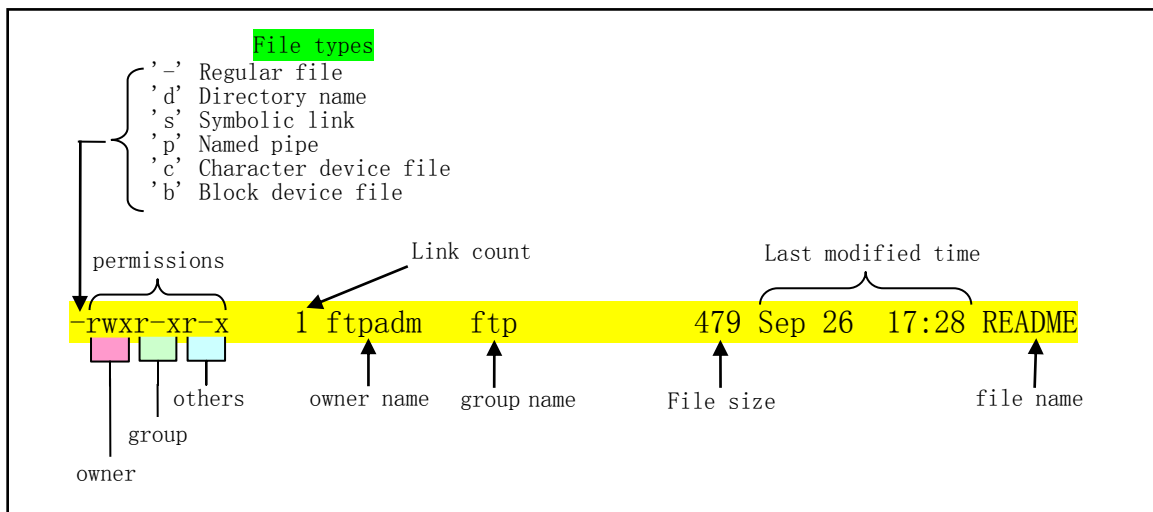 File types
'-' Regular file
'd' Directory name
's' Symbolic link
'p' Named pipe
'c' Character device file
'b' Block device file
permissions
Link count
Last modified time
-rwxr-xr-x 1 ftpadm ftp 479 Sep 26 17:28 README
others
owner name
group name
File size
file name
group
owner